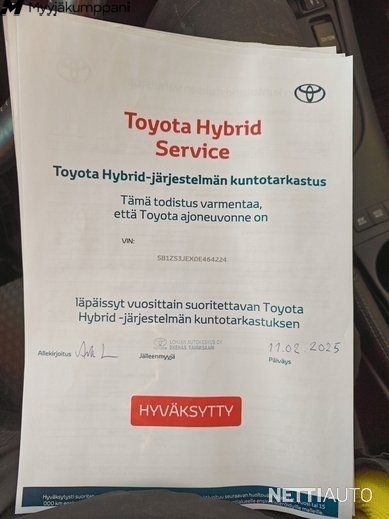 Myyjäkumppani
Toyota Hybrid
Service
Toyota Hybrid-järjestelmän kuntotarkastus
Tämä todistus varmentaa,
että Toyota ajoneuvonne on
VIN:
SB1ZS3JEX0E464224
läpäissyt vuosittain suoritettavan Toyota
Hybrid -järjestelmän kuntotarkastuksen
Allekirjoitus
Jälleenmyyjä
11.02.2025
Päiväys
HYVÄKSYTTY
Hyväksytysti
NETTIAUTO